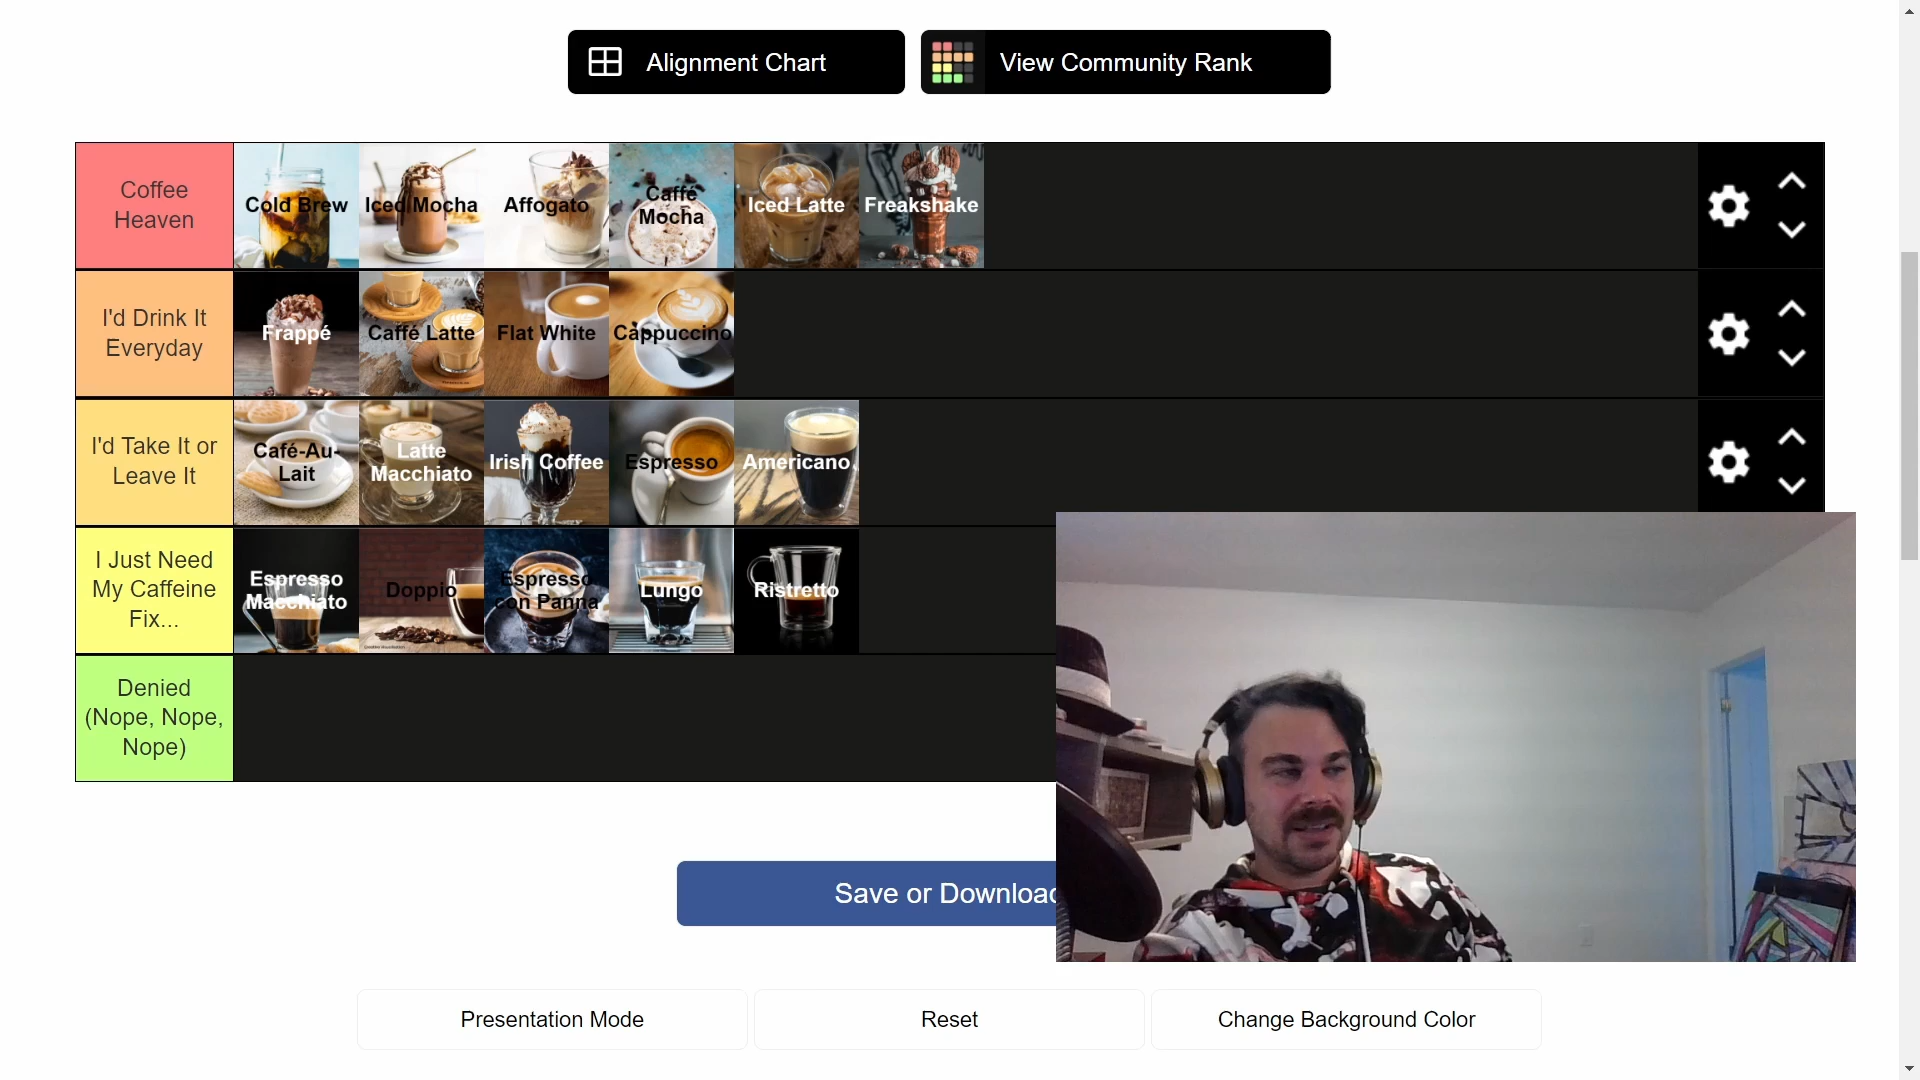 Alignment Chart
View Community Rank
Coffee
Heaven
Cold Brew
Iced Mocha
Affogato
Caffé
Mocha
Iced Latte
Freakshake
I'd Drink It
Everyday
Frappé
Caffé Latte
Flat White
Cappuccino
I'd Take It or
Leave It
Café-Au-
Lait
Latte
Macchiato
Irish Coffee
Espresso
Americano
I Just Need
My Caffeine
Fix...
Espresso
Macchiato
Doppio
Espresso
con Panna
Lungo
Ristretto
Denied
(Nope, Nope,
Nope)
Save or Download
Presentation Mode
Reset
Change Background Color